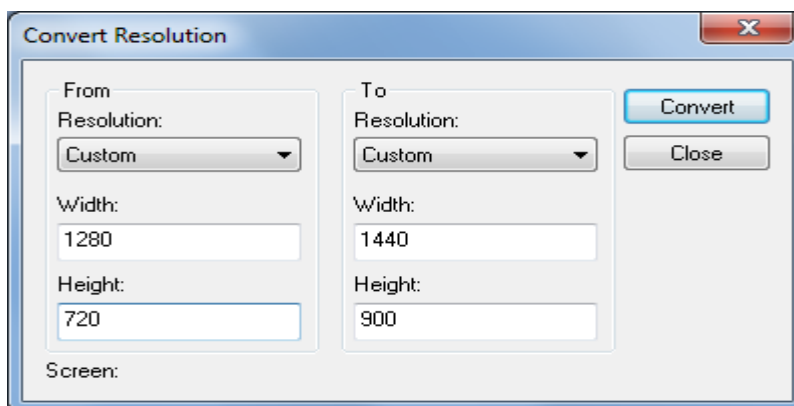 Convert Resolution
From
Resolution:
Custom
Width:
1280
Height:
720
To
Resolution:
Custom
Width:
1440
Height:
900
Convert
Close
Screen: